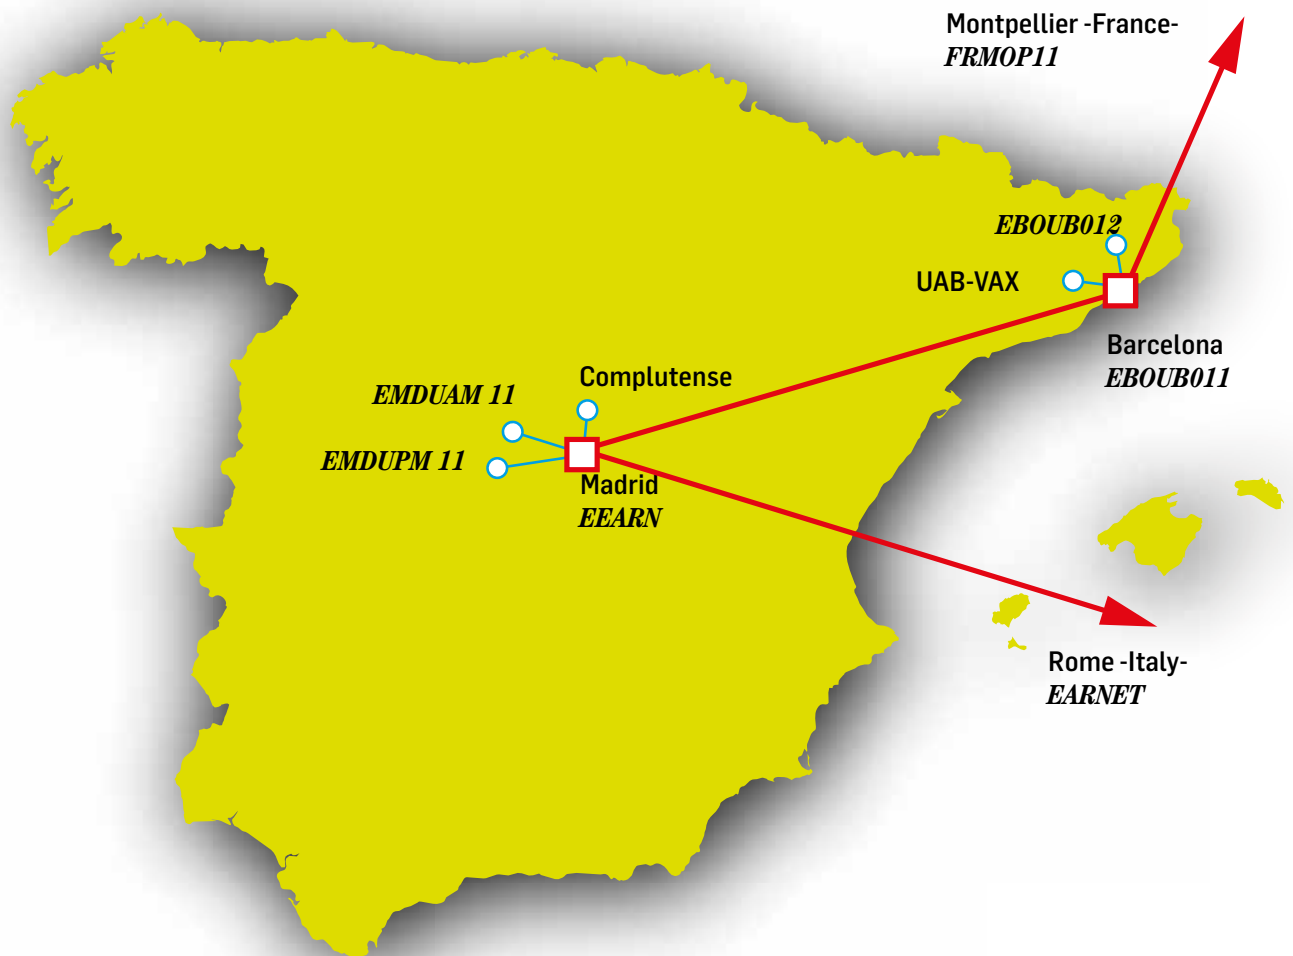 Montpellier -France-
FRMOP11
EBOUB012
UAB-VAX
Barcelona
EBOUB011
Complutense
EMDUAM 11
EMDUPM 11
Madrid
EEARN
Rome -Italy-
EARNET